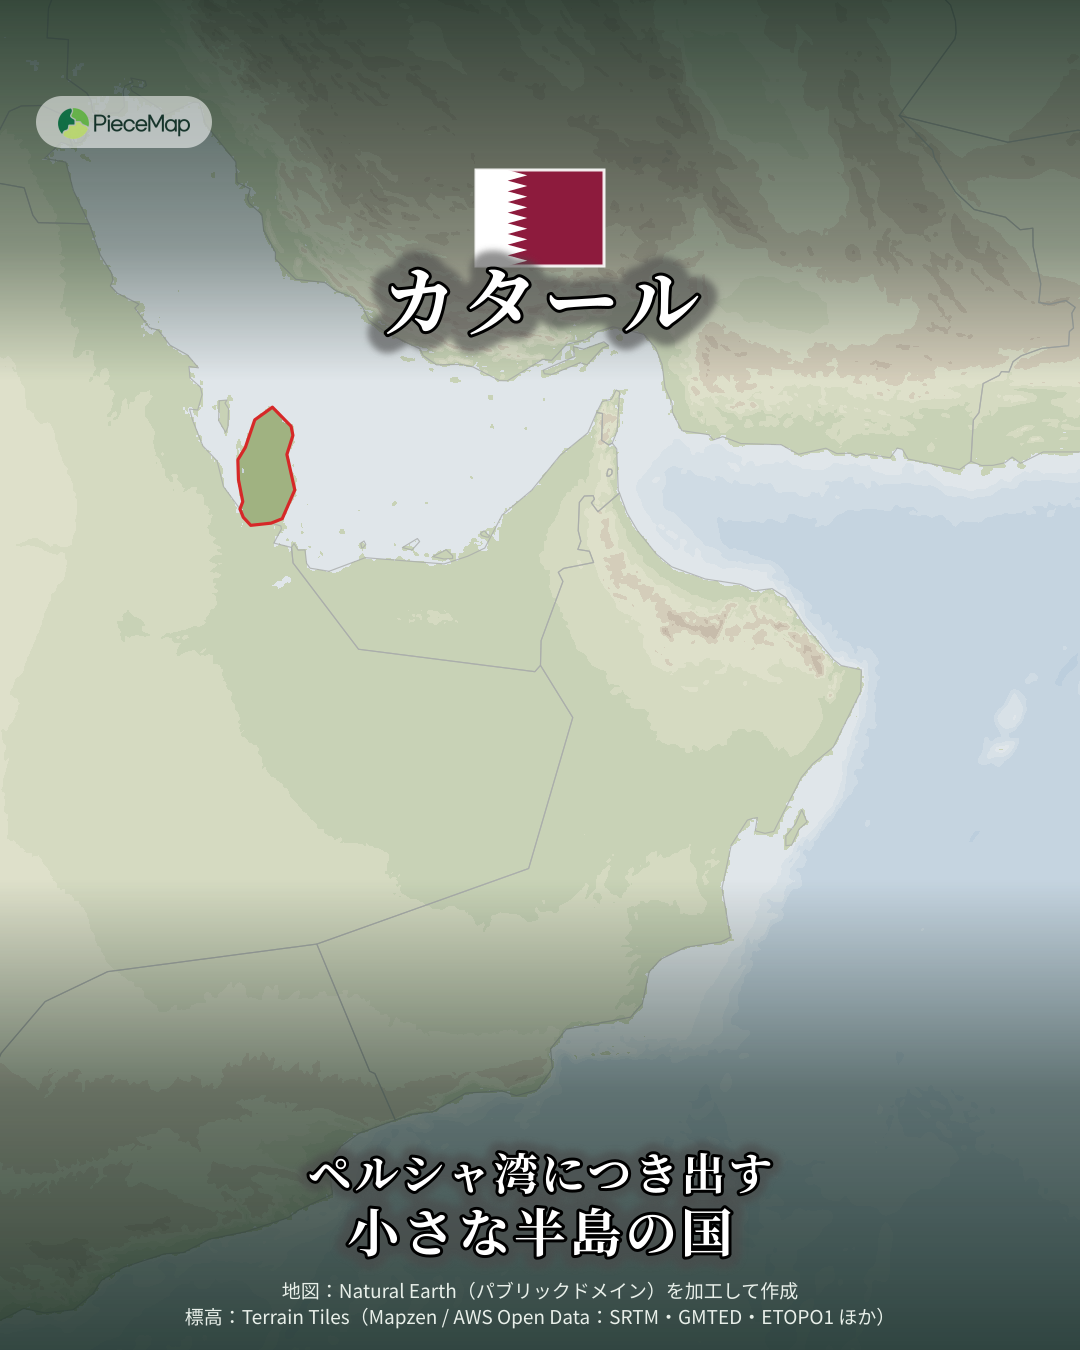 PieceMap
カタール
ペルシャ湾につき出す
小さな半島の国
地図：Natural Earth（パブリックドメイン）を加工して作成
標高：Terrain Tiles（Mapzen / AWS Open Data：SRTM・GMTED・ETOPO1 ほか）